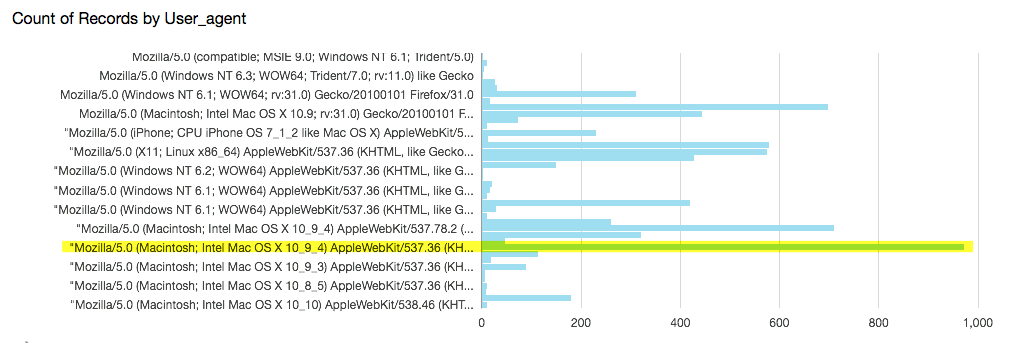 Count of Records by User_agent
Mozilla/5.0 (compatible; MSIE 9.0; Windows NT 6.1; Trident/5.0)
Mozilla/5.0 (Windows NT 6.3; WOW64; Trident/7.0; rv:11.0) like Gecko
Mozilla/5.0 (Windows NT 6.1; WOW64; rv:31.0) Gecko/20100101 Firefox/31.0
Mozilla/5.0 (Macintosh; Intel Mac OS X 10.9; rv:31.0) Gecko/20100101 F...
"Mozilla/5.0 (iPhone; CPU iPhone OS 7_1_2 like Mac OS X) AppleWebKit/5...
"Mozilla/5.0 (X11; Linux x86_64) AppleWebKit/537.36 (KHTML, like Gecko...
"Mozilla/5.0 (Windows NT 6.2; WOW64) AppleWebKit/537.36 (KHTML, like G...
"Mozilla/5.0 (Windows NT 6.1; WOW64) AppleWebKit/537.36 (KHTML, like G...
"Mozilla/5.0 (Windows NT 6.1; WOW64) AppleWebKit/537.36 (KHTML, like G...
"Mozilla/5.0 (Macintosh; Intel Mac OS X 10_9_4) AppleWebKit/537.78.2 (...
"Mozilla/5.0 (Macintosh; Intel Mac OS X 10_9_4) AppleWebKit/537.36 (KH...
"Mozilla/5.0 (Macintosh; Intel Mac OS X 10_9_3) AppleWebKit/537.36 (KH...
"Mozilla/5.0 (Macintosh; Intel Mac OS X 10_8_5) AppleWebKit/537.36 (KH...
"Mozilla/5.0 (Macintosh; Intel Mac OS X 10_10) AppleWebKit/538.46 (KHT...
0 200 400 600 800 1,000